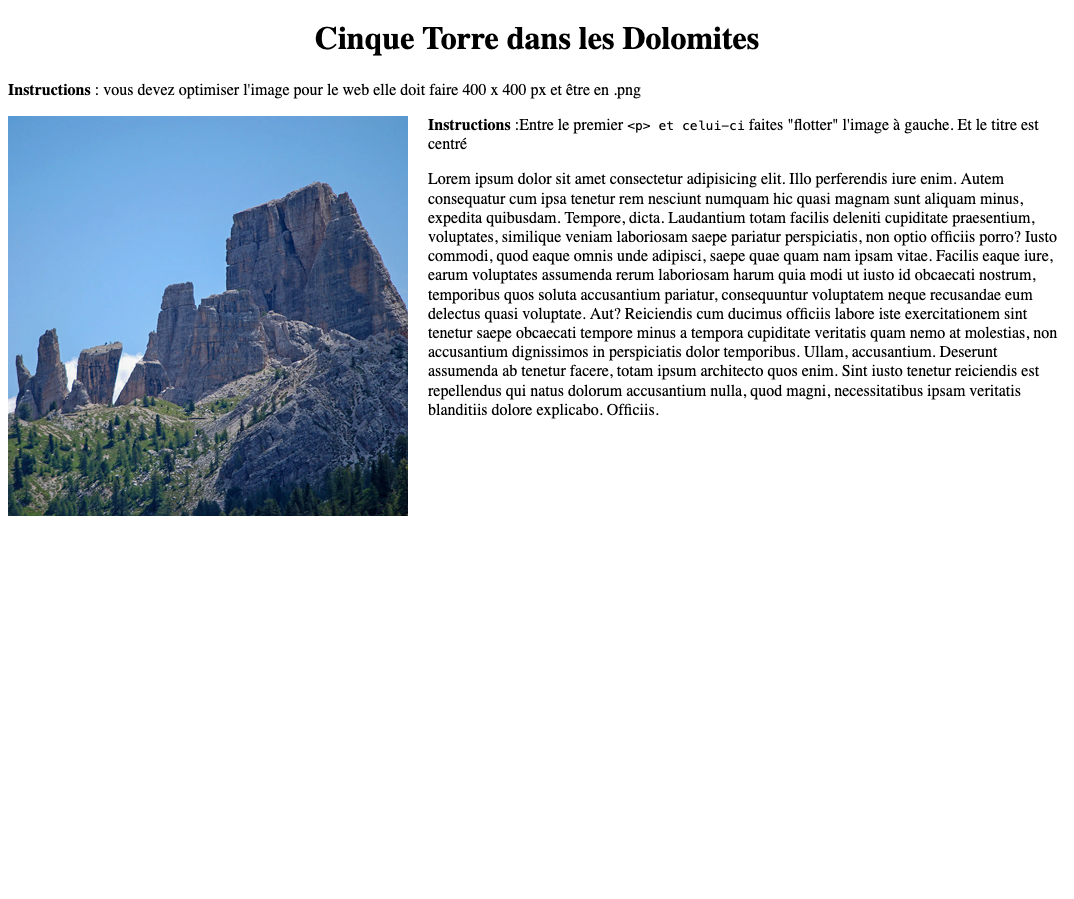 Cinque Torre dans les Dolomites
Instructions : vous devez optimiser l'image pour le web elle doit faire 400 x 400 px et être en .png
Instructions :Entre le premier <p> et celui-ci faites "flotter" l'image à gauche. Et le titre est
centré
Lorem ipsum dolor sit amet consectetur adipisicing elit. Illo perferendis iure enim. Autem
consequatur cum ipsa tenetur rem nesciunt numquam hic quasi magnam sunt aliquam minus,
expedita quibusdam. Tempore, dicta. Laudantium totam facilis deleniti cupiditate praesentium,
voluptates, similique veniam laboriosam saepe pariatur perspiciatis, non optio officiis porro? Iusto
commodi, quod eaque omnis unde adipisci, saepe quae quam nam ipsam vitae. Facilis eaque iure,
earum voluptates assumenda rerum laboriosam harum quia modi ut iusto id obcaecati nostrum,
temporibus quos soluta accusantium pariatur, consequuntur voluptatem neque recusandae eum
delectus quasi voluptate. Aut? Reiciendis cum ducimus officiis labore iste exercitationem sint
tenetur saepe obcaecati tempore minus a tempora cupiditate veritatis quam nemo at molestias, non
accusantium dignissimos in perspiciatis dolor temporibus. Ullam, accusantium. Deserunt
assumenda ab tenetur facere, totam ipsum architecto quos enim. Sint iusto tenetur reiciendis est
repellendus qui natus dolorum accusantium nulla, quod magni, necessitatibus ipsam veritatis
blanditiis dolore explicabo. Officiis.